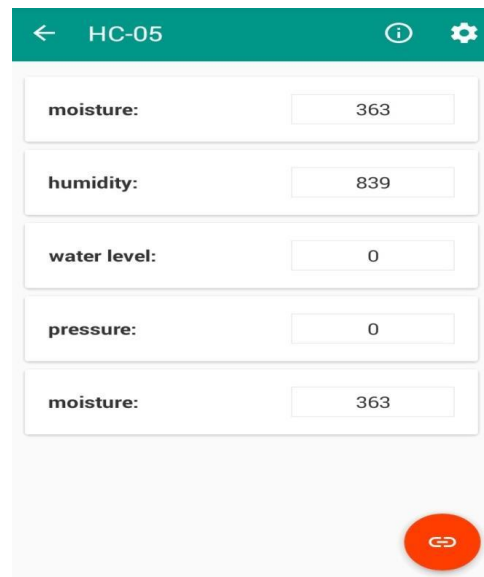 HC-05
moisture: 363
humidity: 839
water level: 0
pressure: 0
moisture: 363